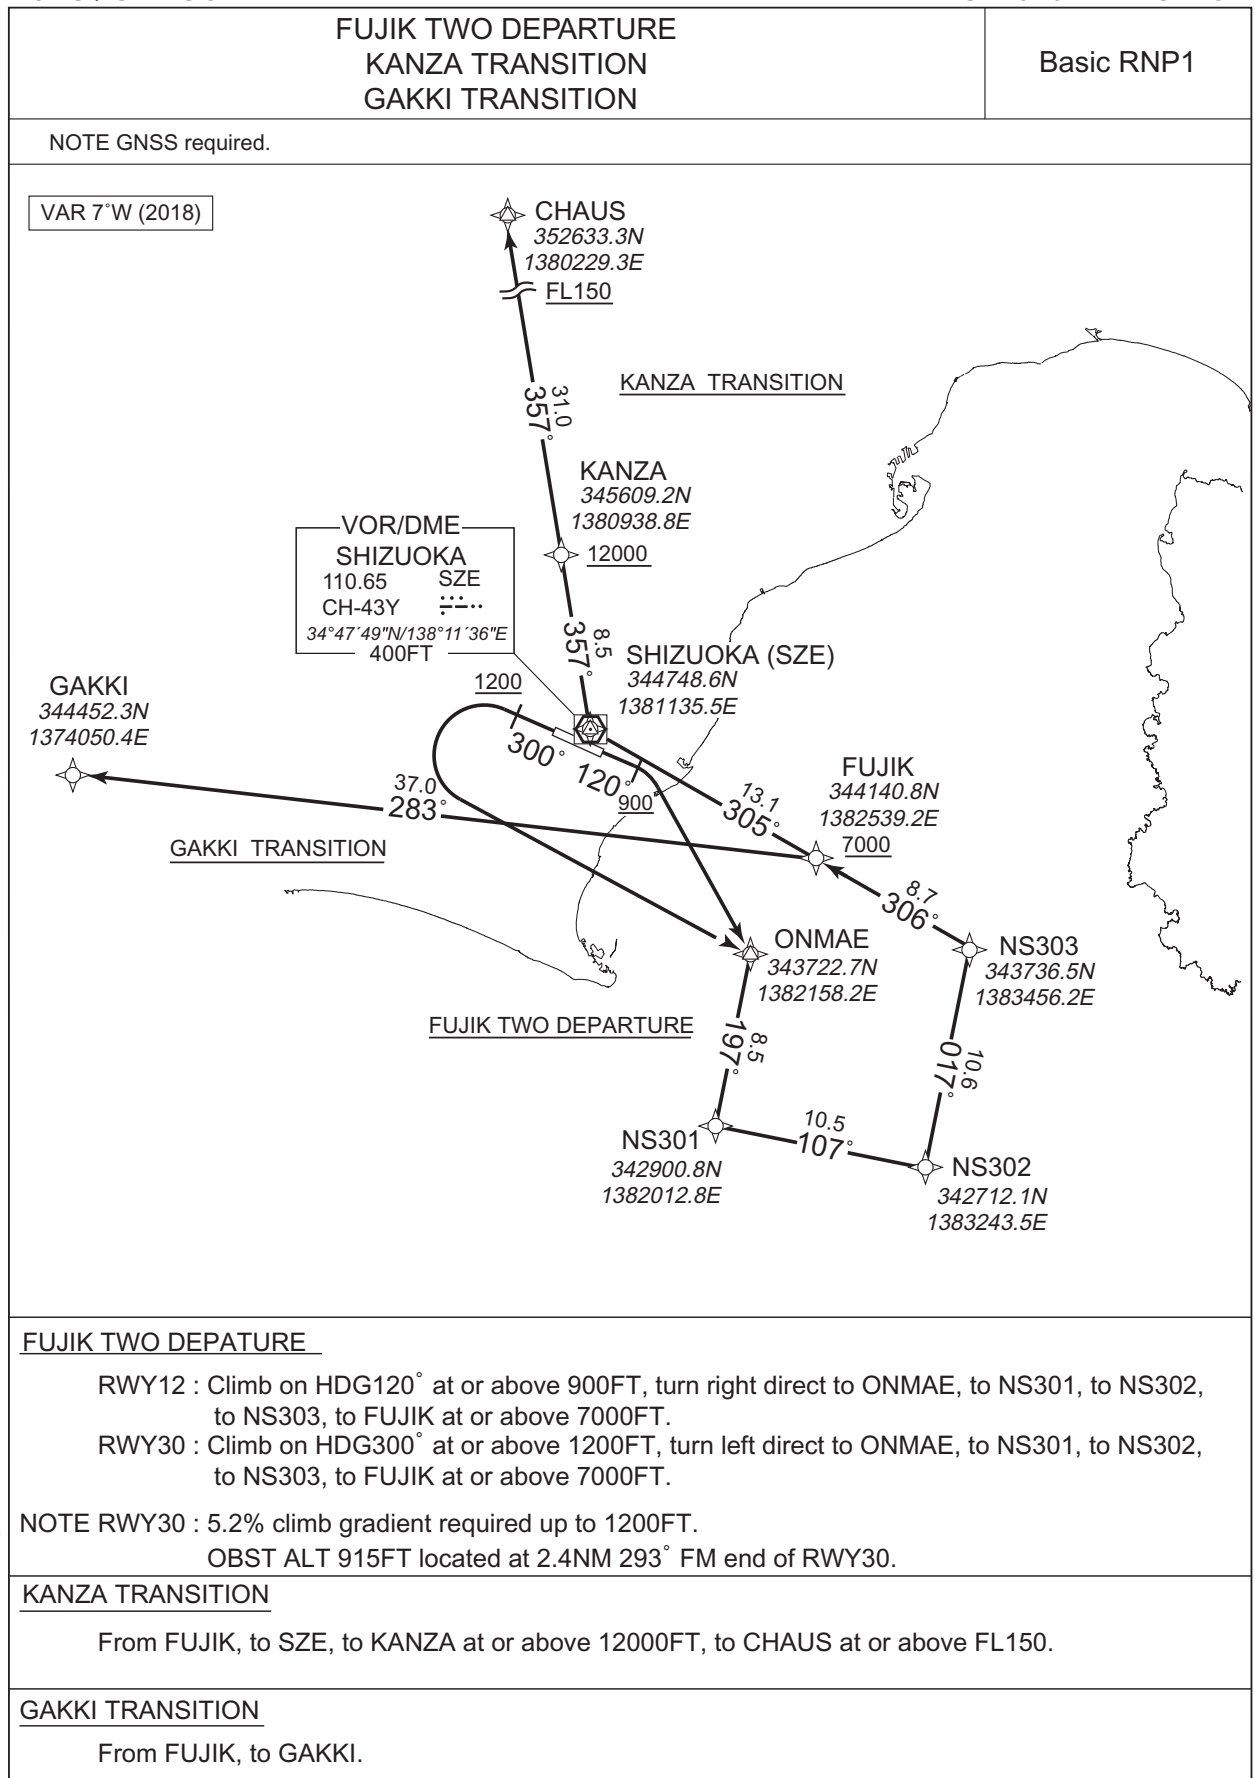 FUJIK TWO DEPARTURE
KANZA TRANSITION
GAKKI TRANSITION
Basic RNP1
NOTE GNSS required.
VAR 7°W (2018)
CHAUS
352633.3N
1380229.3E
FL150
KANZA TRANSITION
31.0
357°
KANZA
345609.2N
1380938.8E
12000
VOR/DME
SHIZUOKA
110.65 SZE
CH-43Y
34°47´49"N/138°11´36"E
400FT
8.5
357°
SHIZUOKA (SZE)
344748.6N
1381135.5E
GAKKI
344452.3N
1374050.4E
1200
300°
120°
900
37.0
283°
GAKKI TRANSITION
13.1
305°
FUJIK
344140.8N
1382539.2E
7000
8.7
306°
ONMAE
343722.7N
1382158.2E
NS303
343736.5N
1383456.2E
FUJIK TWO DEPARTURE
8.5
197°
10.6
017°
10.5
107°
NS301
342900.8N
1382012.8E
NS302
342712.1N
1383243.5E
FUJIK TWO DEPATURE
RWY12 : Climb on HDG120° at or above 900FT, turn right direct to ONMAE, to NS301, to NS302,
to NS303, to FUJIK at or above 7000FT.
RWY30 : Climb on HDG300° at or above 1200FT, turn left direct to ONMAE, to NS301, to NS302,
to NS303, to FUJIK at or above 7000FT.
NOTE RWY30 : 5.2% climb gradient required up to 1200FT.
OBST ALT 915FT located at 2.4NM 293° FM end of RWY30.
KANZA TRANSITION
From FUJIK, to SZE, to KANZA at or above 12000FT, to CHAUS at or above FL150.
GAKKI TRANSITION
From FUJIK, to GAKKI.